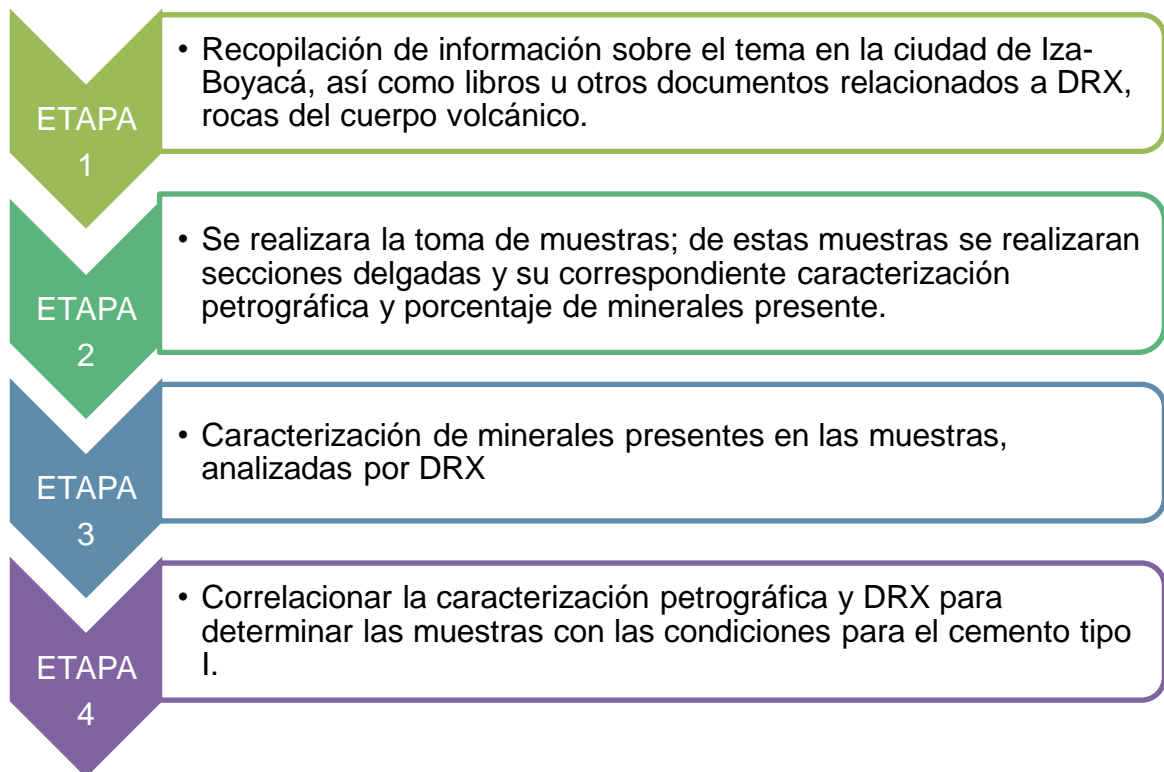 ETAPA
1
• Recopilación de información sobre el tema en la ciudad de Iza-
Boyacá, así como libros u otros documentos relacionados a DRX,
rocas del cuerpo volcánico.
ETAPA
2
• Se realizara la toma de muestras; de estas muestras se realizaran
secciones delgadas y su correspondiente caracterización
petrográfica y porcentaje de minerales presente.
ETAPA
3
• Caracterización de minerales presentes en las muestras,
analizadas por DRX
ETAPA
4
• Correlacionar la caracterización petrográfica y DRX para
determinar las muestras con las condiciones para el cemento tipo
I.